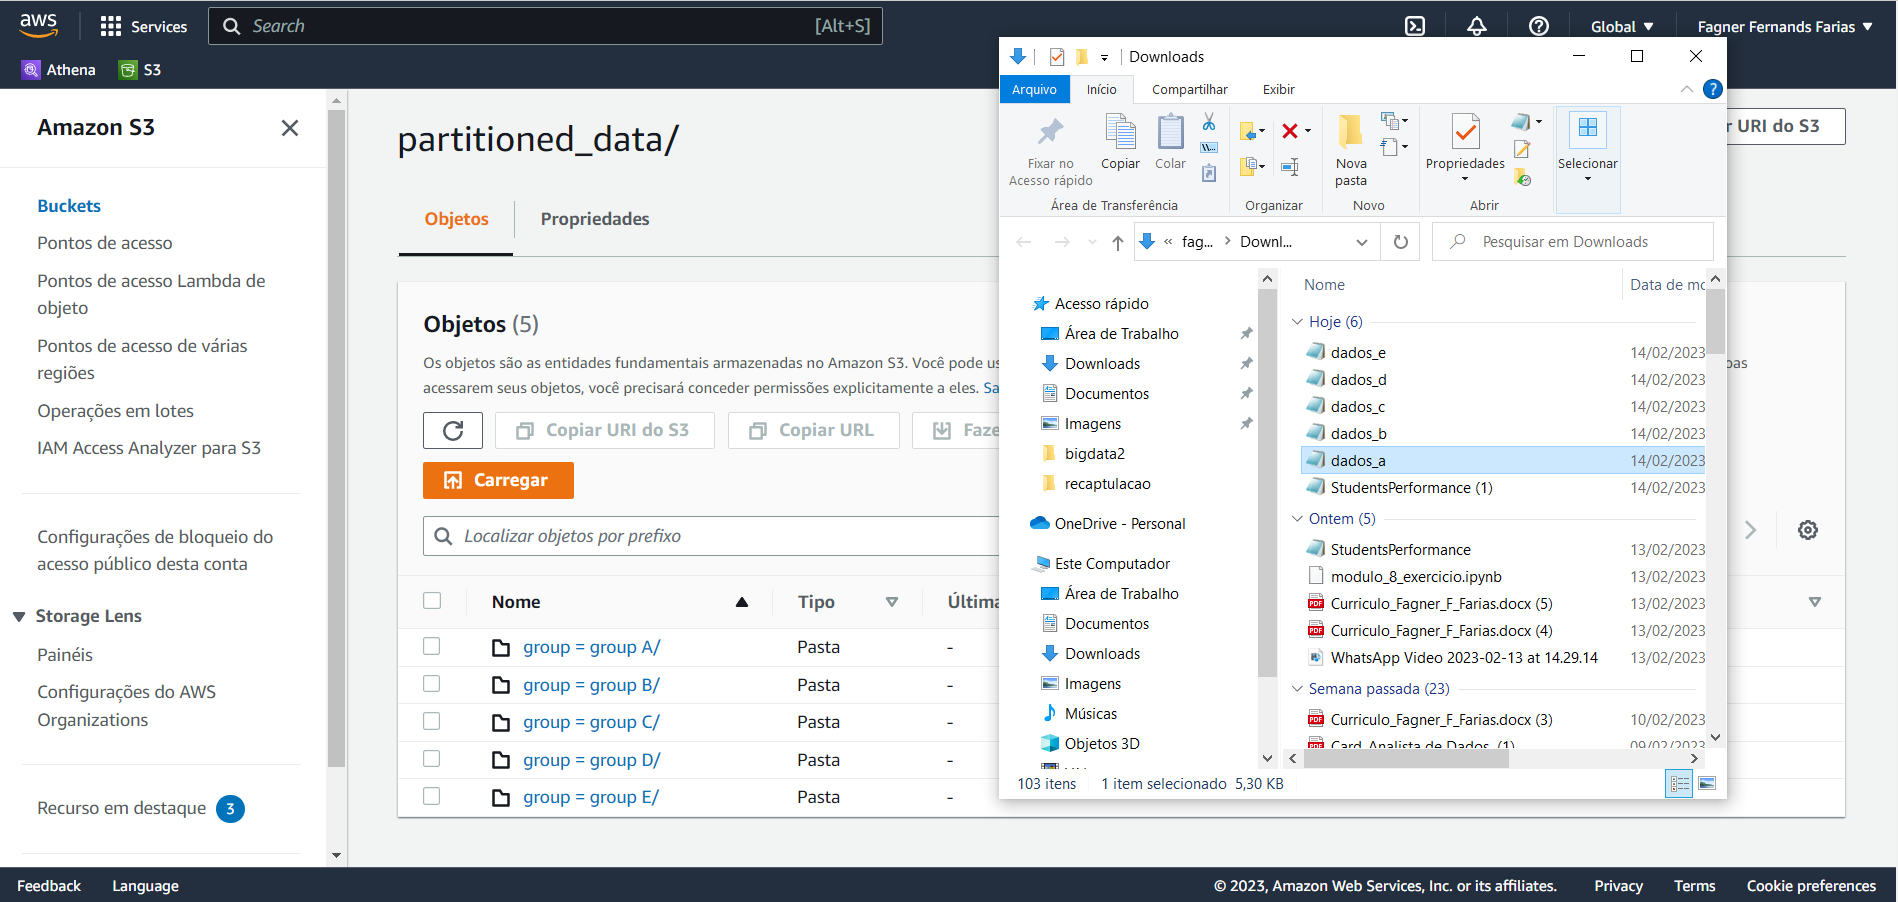 aws
Services
Search
[Alt+S]
Global
Fagner Fernands Farias
Athena
S3
Amazon S3
Buckets
Pontos de acesso
Pontos de acesso Lambda de
objeto
Pontos de acesso de várias
regiões
Operações em lotes
IAM Access Analyzer para S3
Configurações de bloqueio do
acesso público desta conta
Storage Lens
Painéis
Configurações do AWS
Organizations
Recurso em destaque 3
partitioned_data/
r URI do S3
Objetos
Propriedades
Objetos (5)
Os objetos são as entidades fundamentais armazenadas no Amazon S3. Você pode us
oas
acessarem seus objetos, você precisará conceder permissões explicitamente a eles. Sa
Copiar URI do S3
Copiar URL
Faze
Carregar
Localizar objetos por prefixo
Nome
Tipo
Última
group = group A/
Pasta
-
group = group B/
Pasta
-
group = group C/
Pasta
-
group = group D/
Pasta
-
group = group E/
Pasta
-
Downloads
Arquivo
Início
Compartilhar
Exibir
?
Fixar no
Acesso rápido
Copiar
Colar
Área de Transferência
Organizar
Nova
pasta
Novo
Propriedades
Abrir
Selecionar
« fag... > Downl...
Pesquisar em Downloads
Acesso rápido
Área de Trabalho
Downloads
Documentos
Imagens
bigdata2
recaptulacao
OneDrive - Personal
Este Computador
Área de Trabalho
Documentos
Downloads
Imagens
Músicas
Objetos 3D
Nome
Data de mo
Hoje (6)
dados_e
14/02/2023
dados_d
14/02/2023
dados_c
14/02/2023
dados_b
14/02/2023
dados_a
14/02/2023
StudentsPerformance (1)
14/02/2023
Ontem (5)
StudentsPerformance
13/02/2023
modulo_8_exercicio.ipynb
13/02/2023
Curriculo_Fagner_F_Farias.docx (5)
13/02/2023
Curriculo_Fagner_F_Farias.docx (4)
13/02/2023
WhatsApp Video 2023-02-13 at 14.29.14
13/02/2023
Semana passada (23)
Curriculo_Fagner_F_Farias.docx (3)
10/02/2023
Card_Analista de Dados_(1)
09/02/2023
103 itens
1 item selecionado 5,30 KB
Feedback
Language
© 2023, Amazon Web Services, Inc. or its affiliates.
Privacy
Terms
Cookie preferences